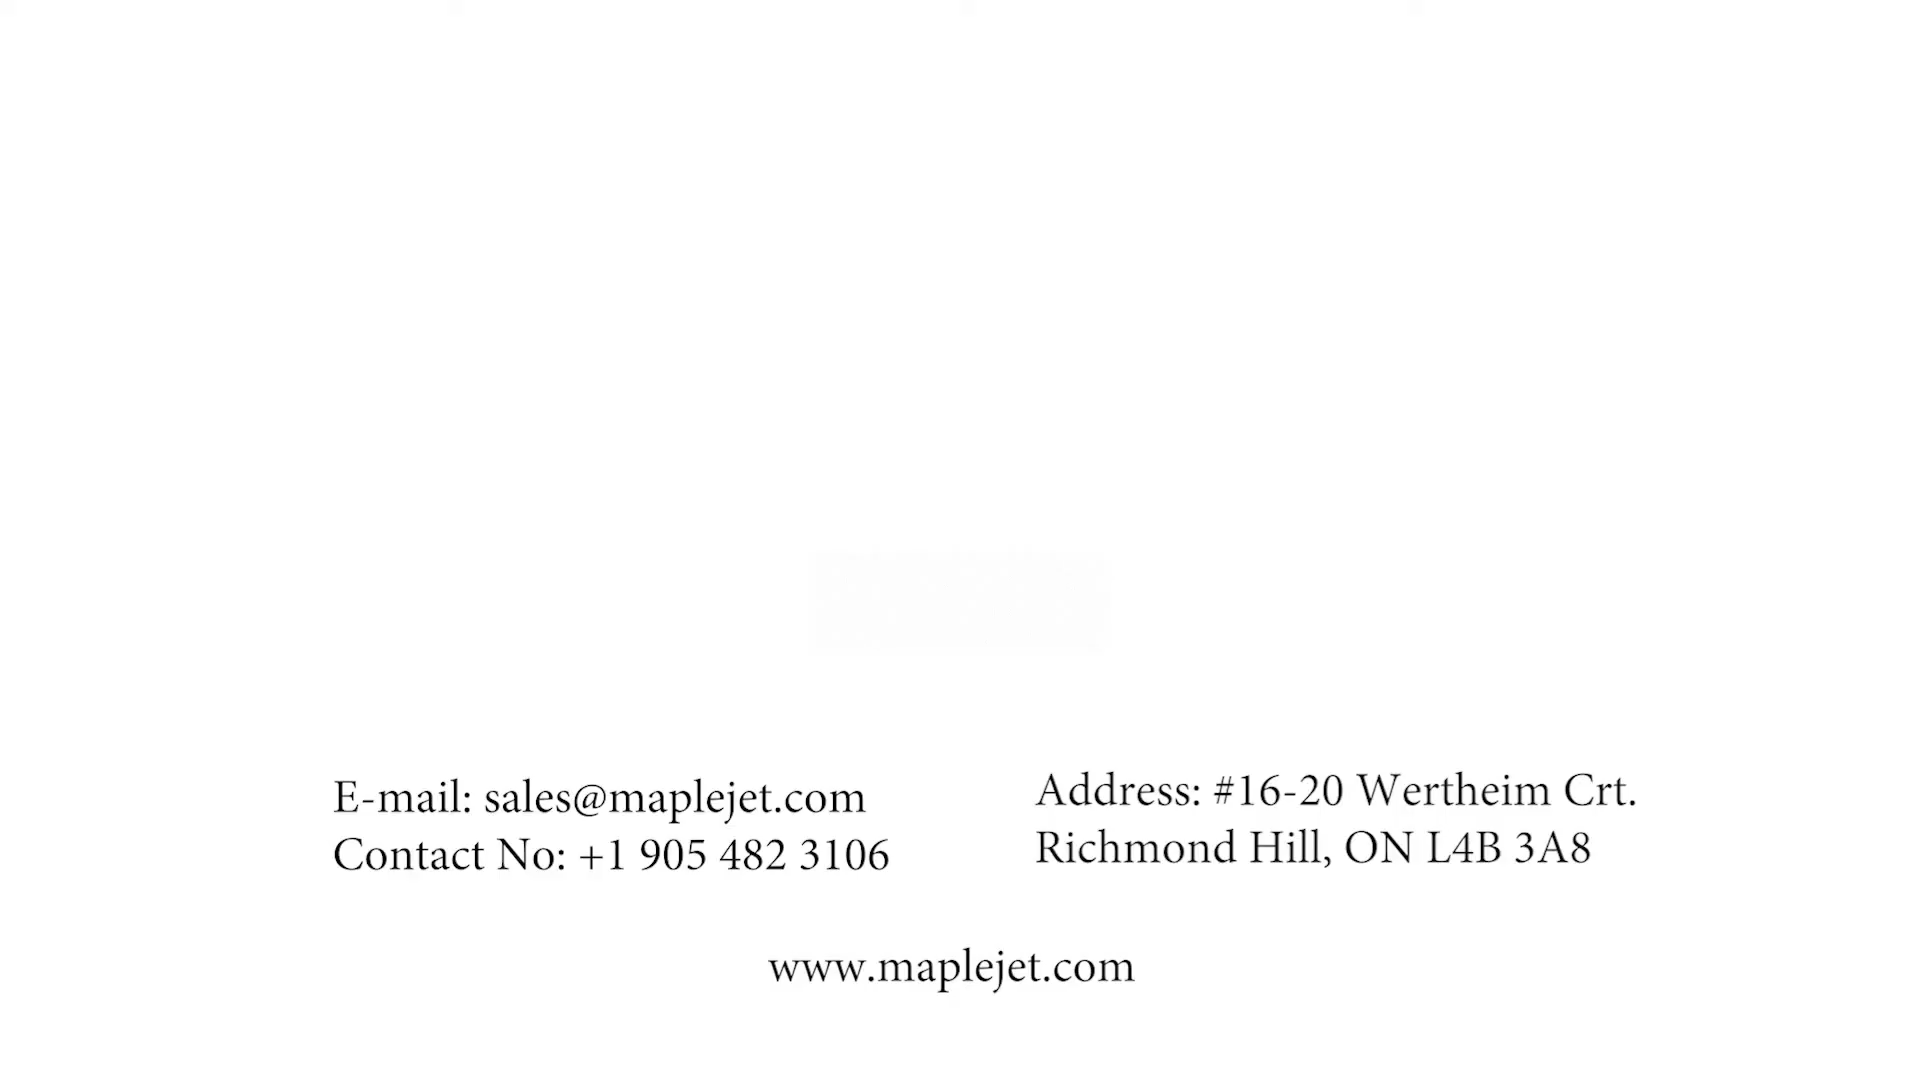 E-mail: sales@maplejet.com
Contact No: +1 905 482 3106
Address: #16-20 Wertheim Crt.
Richmond Hill, ON L4B 3A8
www.maplejet.com